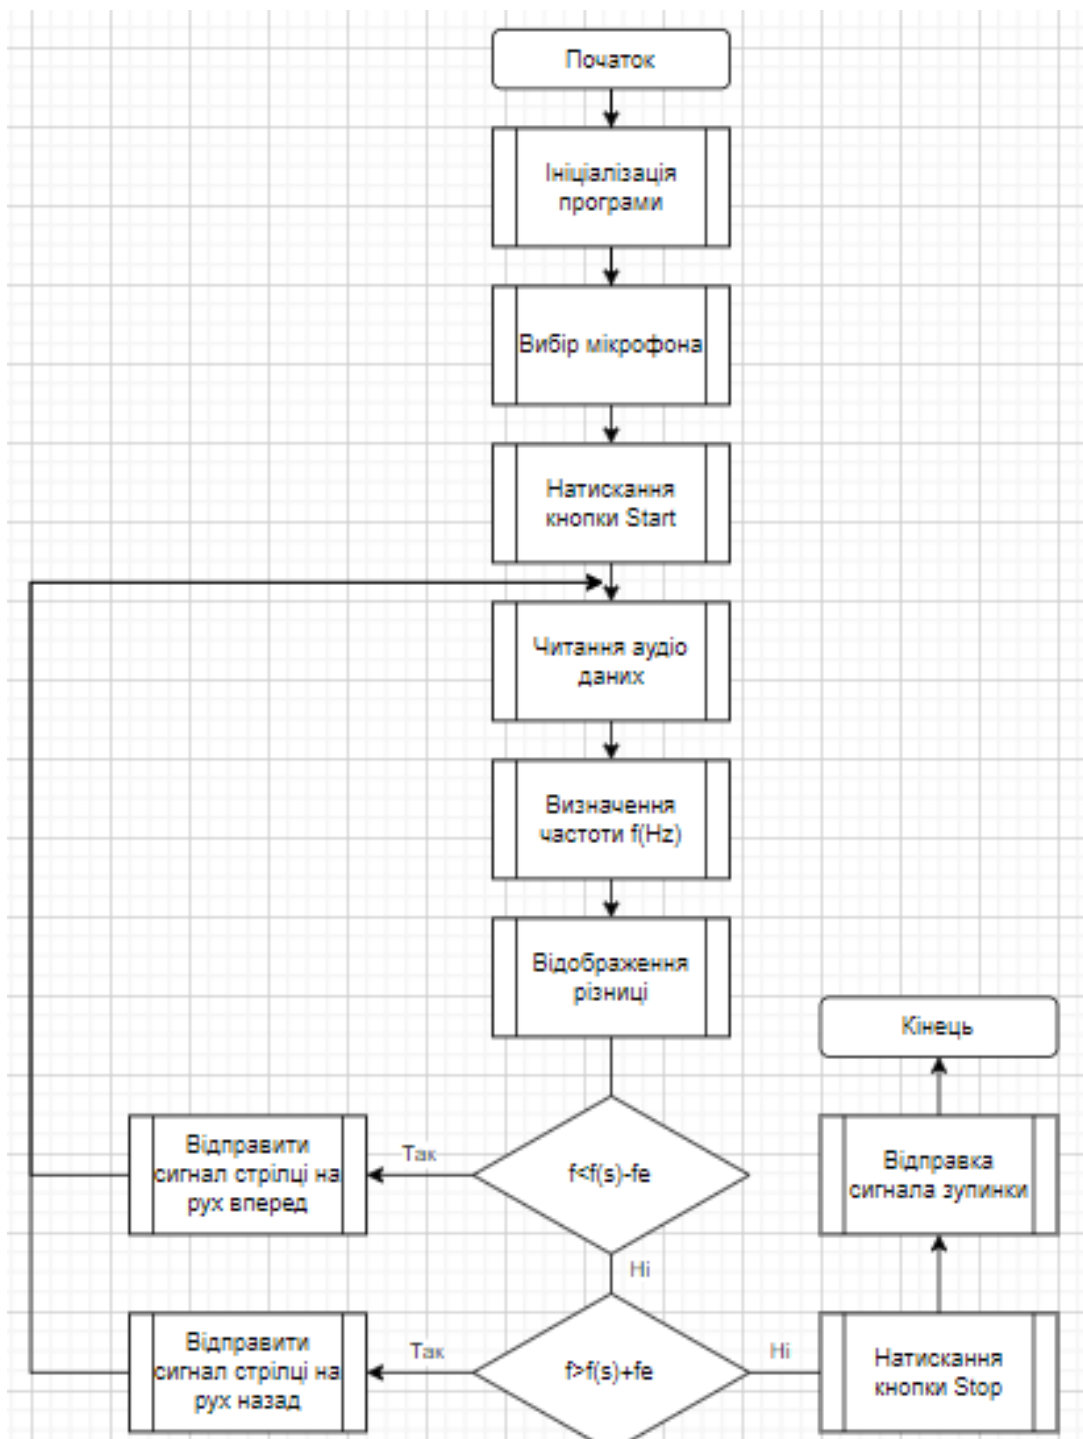 Початок
Ініціалізація
програми
Вибір мікрофона
Натискання
кнопки Start
Читання аудіо
даних
Визначення
частоти f(Hz)
Відображення
різниці
Кінець
Відправити
сигнал стрілці на
рух вперед
Так
f<f(s)-fe
Відправка
сигнала зупинки
Ні
Відправити
сигнал стрілці на
рух назад
Так
f>f(s)+fe
Ні
Натискання
кнопки Stop